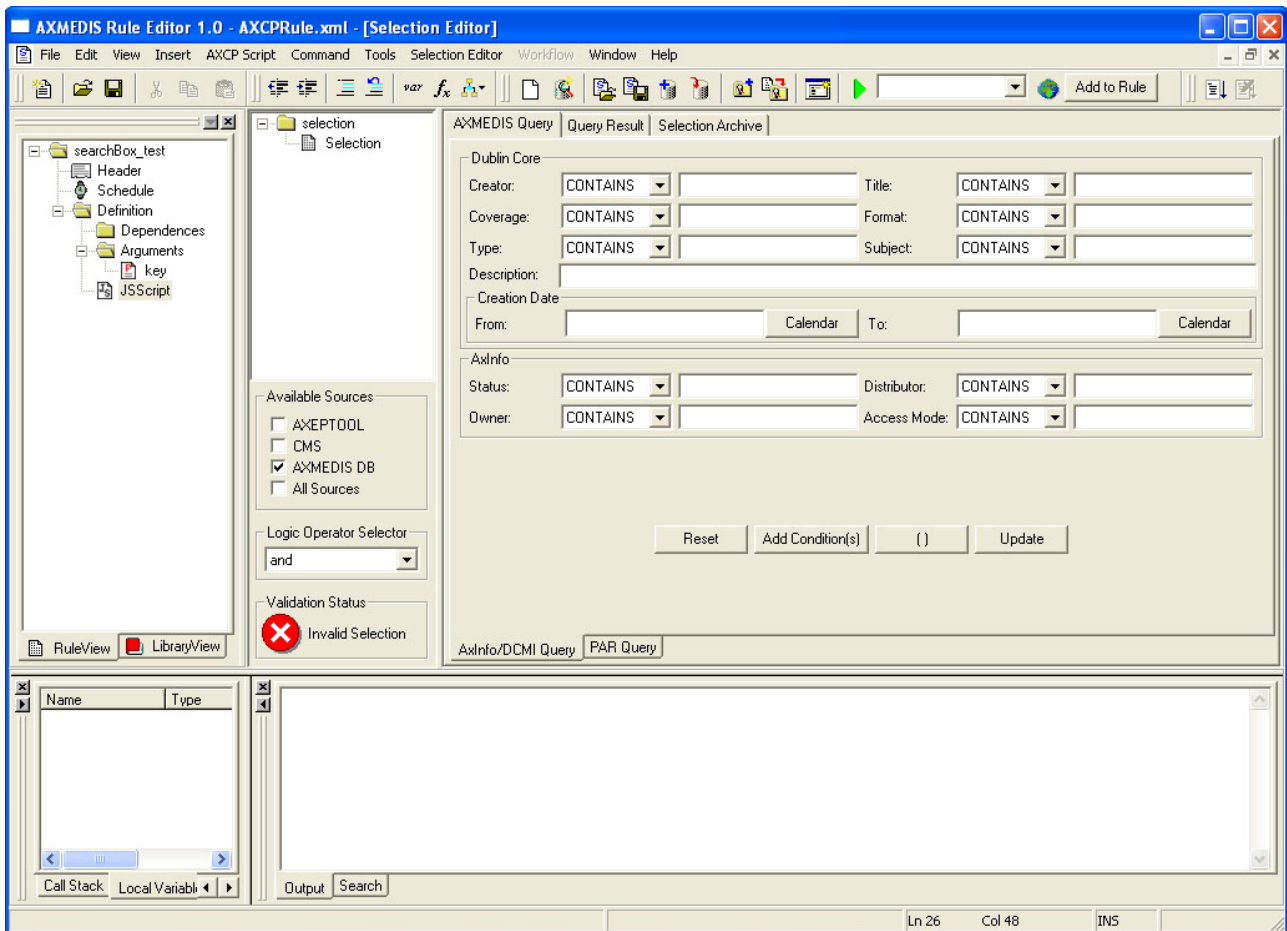 AXMEDIS Rule Editor 1.0 - AXCPRule.xml - [Selection Editor]
File Edit View Insert AXCP Script Command Tools Selection Editor Workflow Window Help
var fx Add to Rule
searchBox_test
Header
Schedule
Definition
Dependences
Arguments
key
JSScript
RuleView LibraryView
selection
Selection
Available Sources
AXEPTOOL
CMS
AXMEDIS DB
All Sources
Logic Operator Selector
and
Validation Status
Invalid Selection
AXMEDIS Query Query Result Selection Archive
Dublin Core
Creator: CONTAINS Title: CONTAINS
Coverage: CONTAINS Format: CONTAINS
Type: CONTAINS Subject: CONTAINS
Description:
Creation Date
From: Calendar To: Calendar
AxInfo
Status: CONTAINS Distributor: CONTAINS
Owner: CONTAINS Access Mode: CONTAINS
Reset Add Condition(s) () Update
AxInfo/DCMI Query PAR Query
Name Type
Call Stack Local Variabl
Output Search
Ln 26 Col 48 INS